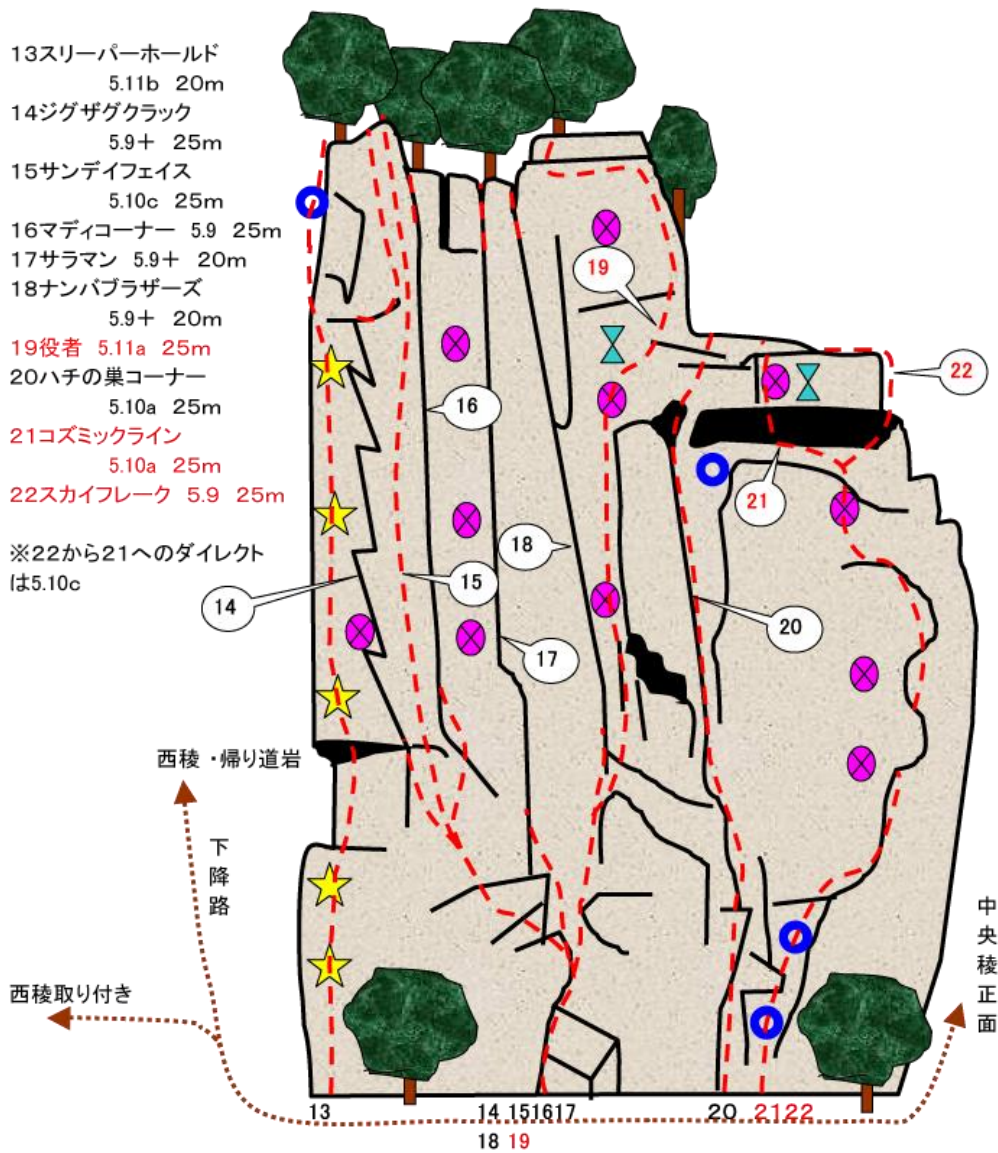 13スリーパーホールド
5.11b 20m
14ジグザグクラック
5.9+ 25m
15サンデイフェイス
5.10c 25m
16マディコーナー 5.9 25m
17サラマン 5.9+ 20m
18ナンバブラザーズ
5.9+ 20m
19役者 5.11a 25m
20ハチの巣コーナー
5.10a 25m
21コズミックライン
5.10a 25m
22スカイフレーク 5.9 25m
※22から21へのダイレクト
は5.10c
19
22
16
21
18
15
14
20
17
西稜・帰り道岩
下降路
西稜取り付き
中央稜正面
13
14 151617
20
2122
18 19